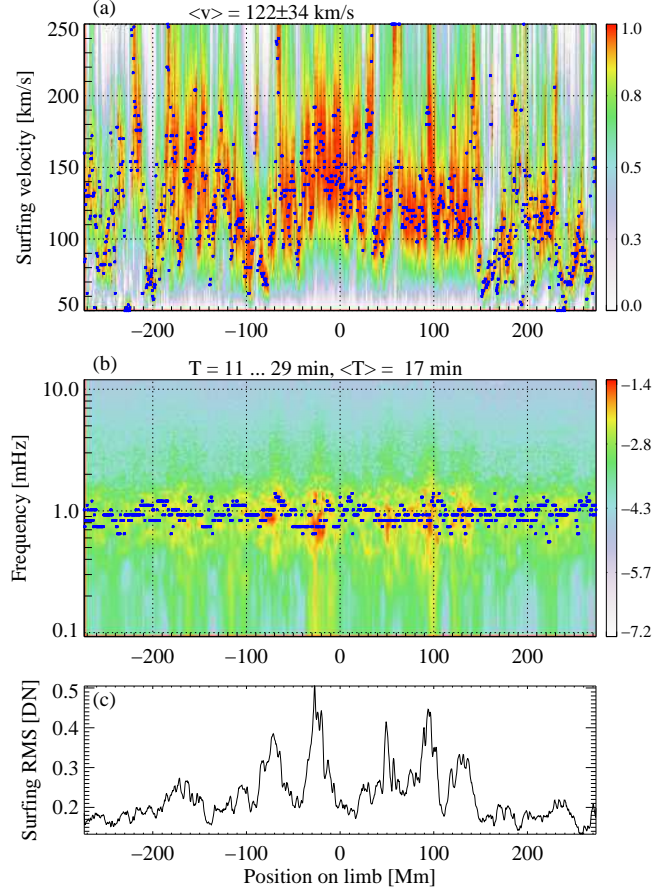 (a) <v> = 122±34 km/s
250
200
150
100
50
Surfing velocity [km/s]
−200 −100 0 100 200
1.0
0.8
0.5
0.3
0.0
(b) T = 11 ... 29 min, <T> = 17 min
10.0
1.0
0.1
Frequency [mHz]
−200 −100 0 100 200
−1.4
−2.8
−4.3
−5.7
−7.2
(c)
0.5
0.4
0.3
0.2
Surfing RMS [DN]
−200 −100 0 100 200
Position on limb [Mm]